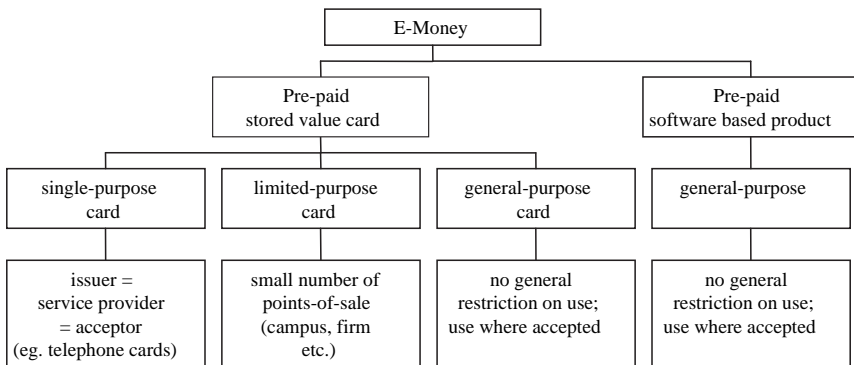 E-Money
Pre-paid
stored value card
Pre-paid
software based product
single-purpose
card
limited-purpose
card
general-purpose
card
general-purpose
issuer =
service provider
= acceptor
(eg. telephone cards)
small number of
points-of-sale
(campus, firm
etc.)
no general
restriction on use;
use where accepted
no general
restriction on use;
use where accepted